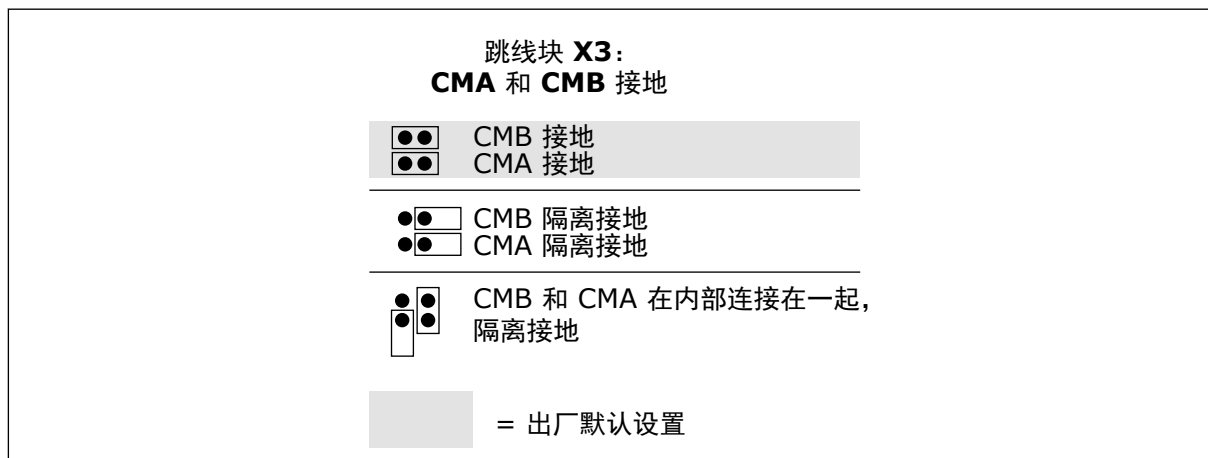 跳线块 X3：
CMA 和 CMB 接地
CMB 接地
CMA 接地
CMB 隔离接地
CMA 隔离接地
CMB 和 CMA 在内部连接在一起，
隔离接地
= 出厂默认设置